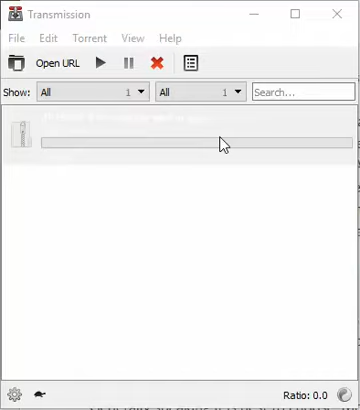 Transmission
File Edit Torrent View Help
Open URL
Show: All 1 All 1 Search...
Ratio: 0.0